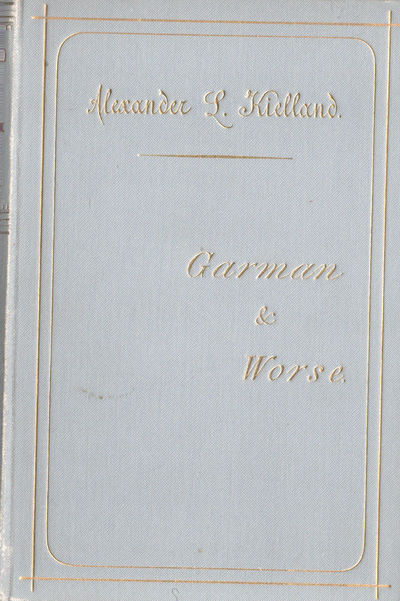 Alexander L. Kielland.
Garman
&
Worse.